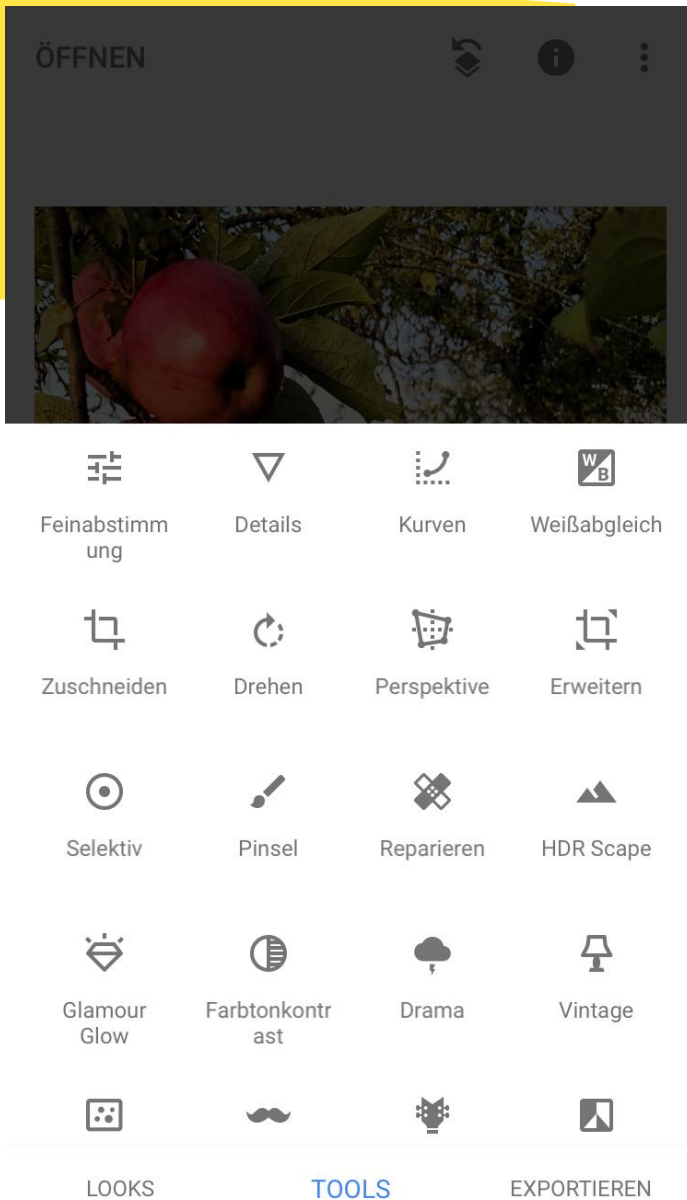 ÖFFNEN
Feinabstimm
ung
Details
Kurven
W
B
Weißabgleich
Zuschneiden
Drehen
Perspektive
Erweitern
Selektiv
Pinsel
Reparieren
HDR Scape
Glamour
Glow
Farbtonkontr
ast
Drama
Vintage
LOOKS
TOOLS
EXPORTIEREN